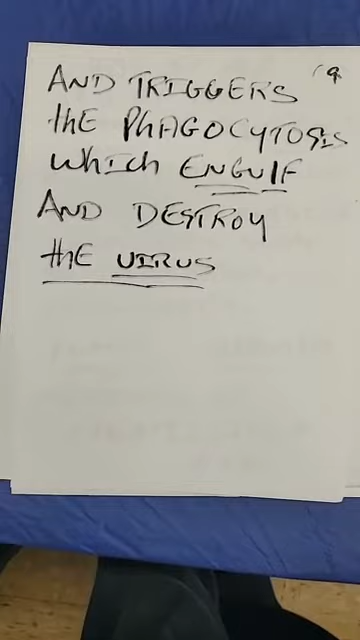 AND TRIGGERS
the PHAGOCYTOSIS
which ENGULF
AND DESTROY
the VIRUS